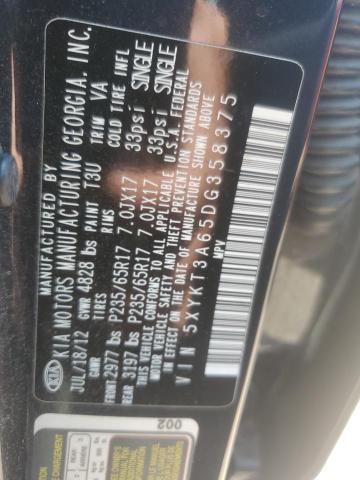 MANUFACTURED BY
KIA MOTORS MANUFACTURING GEORGIA, INC.
KIA
JUL/18/12 GVWR 4828 lbs PAINT T3U TRIM VA
GAWR TIRES RIMS COLD TIRE INFL
FRONT 2977 lbs P235/65R17 7.0JX17 33psi SINGLE
REAR 3197 lbs P235/65R17 7.0JX17 33psi SINGLE
THIS VEHICLE CONFORMS TO ALL APPLICABLE U.S.A. FEDERAL
MOTOR VEHICLE SAFETY AND THEFT PREVENTION STANDARDS
IN EFFECT ON THE DATE OF MANUFACTURE SHOWN ABOVE
VIN 5XYKT3A65DG358375
MPV
002